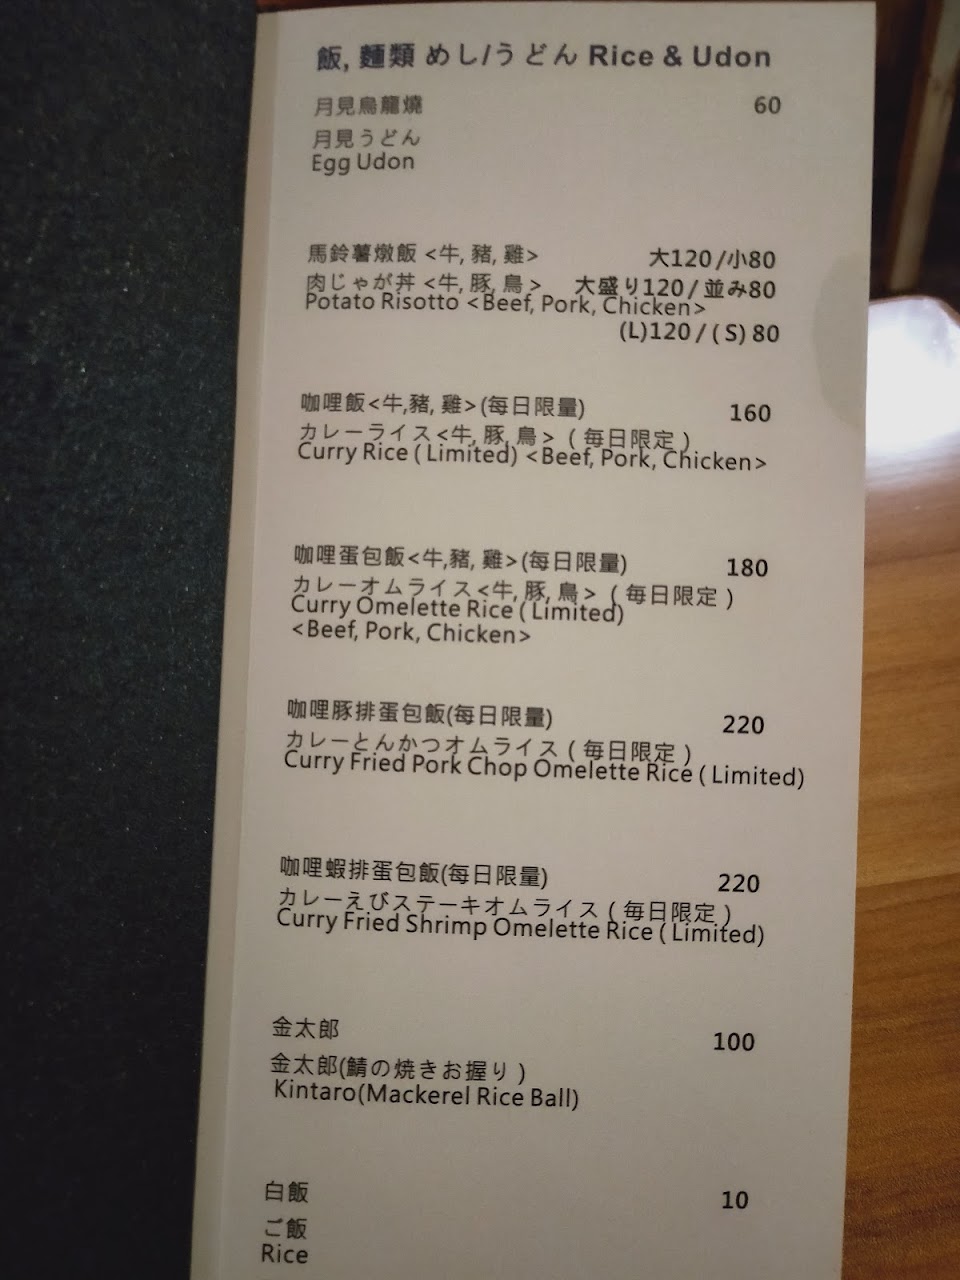 飯, 麵類 めし/うどん Rice & Udon
月見烏龍燒 60
月見うどん
Egg Udon
馬鈴薯燉飯 <牛, 豬, 雞> 大120 /小80
肉じゃが丼 <牛, 豚, 鳥> 大盛り120 / 並み80
Potato Risotto <Beef, Pork, Chicken>
(L)120 / ( S) 80
咖哩飯<牛,豬, 雞>(每日限量) 160
カレーライス<牛, 豚, 鳥> ( 毎日限定 )
Curry Rice ( Limited) <Beef, Pork, Chicken>
咖哩蛋包飯<牛,豬, 雞>(每日限量) 180
カレーオムライス<牛, 豚, 鳥> ( 毎日限定 )
Curry Omelette Rice ( Limited)
<Beef, Pork, Chicken>
咖哩豚排蛋包飯(每日限量) 220
カレーとんかつオムライス ( 毎日限定 )
Curry Fried Pork Chop Omelette Rice ( Limited)
咖哩蝦排蛋包飯(每日限量) 220
カレーえびステーキオムライス ( 毎日限定 )
Curry Fried Shrimp Omelette Rice ( Limited)
金太郎 100
金太郎(鯖の焼きお握り )
Kintaro(Mackerel Rice Ball)
白飯 10
ご飯
Rice